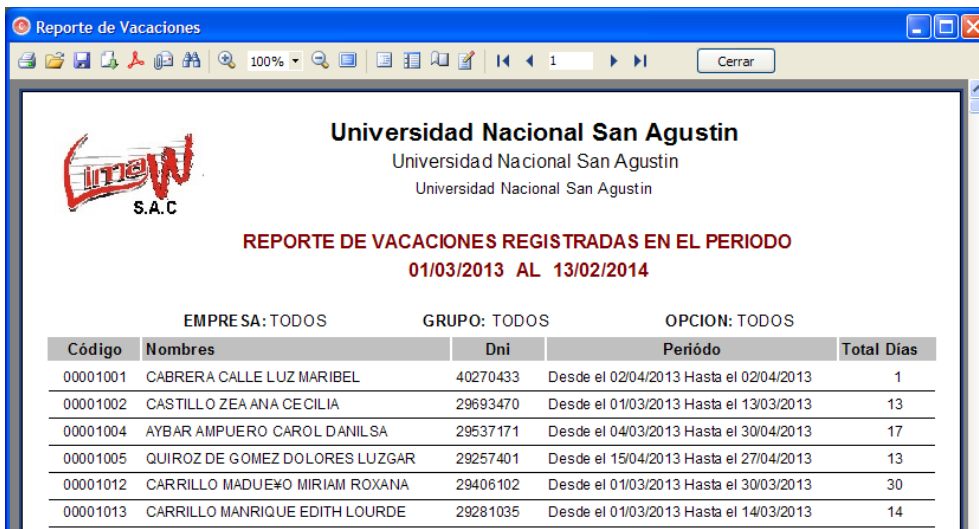 Reporte de Vacaciones
100% 1 Cerrar
LimaW
S.A.C
Universidad Nacional San Agustin
Universidad Nacional San Agustin
Universidad Nacional San Agustin
REPORTE DE VACACIONES REGISTRADAS EN EL PERIODO
01/03/2013 AL 13/02/2014
EMPRESA: TODOS GRUPO: TODOS OPCION: TODOS
Código Nombres Dni Periódo Total Días
00001001 CABRERA CALLE LUZ MARIBEL 40270433 Desde el 02/04/2013 Hasta el 02/04/2013 1
00001002 CASTILLO ZEA ANA CECILIA 29693470 Desde el 01/03/2013 Hasta el 13/03/2013 13
00001004 AYBAR AMPUERO CAROL DANILSA 29537171 Desde el 04/03/2013 Hasta el 30/04/2013 17
00001005 QUIROZ DE GOMEZ DOLORES LUZGAR 29257401 Desde el 15/04/2013 Hasta el 27/04/2013 13
00001012 CARRILLO MADUE¥O MIRIAM ROXANA 29406102 Desde el 01/03/2013 Hasta el 30/03/2013 30
00001013 CARRILLO MANRIQUE EDITH LOURDE 29281035 Desde el 01/03/2013 Hasta el 14/03/2013 14